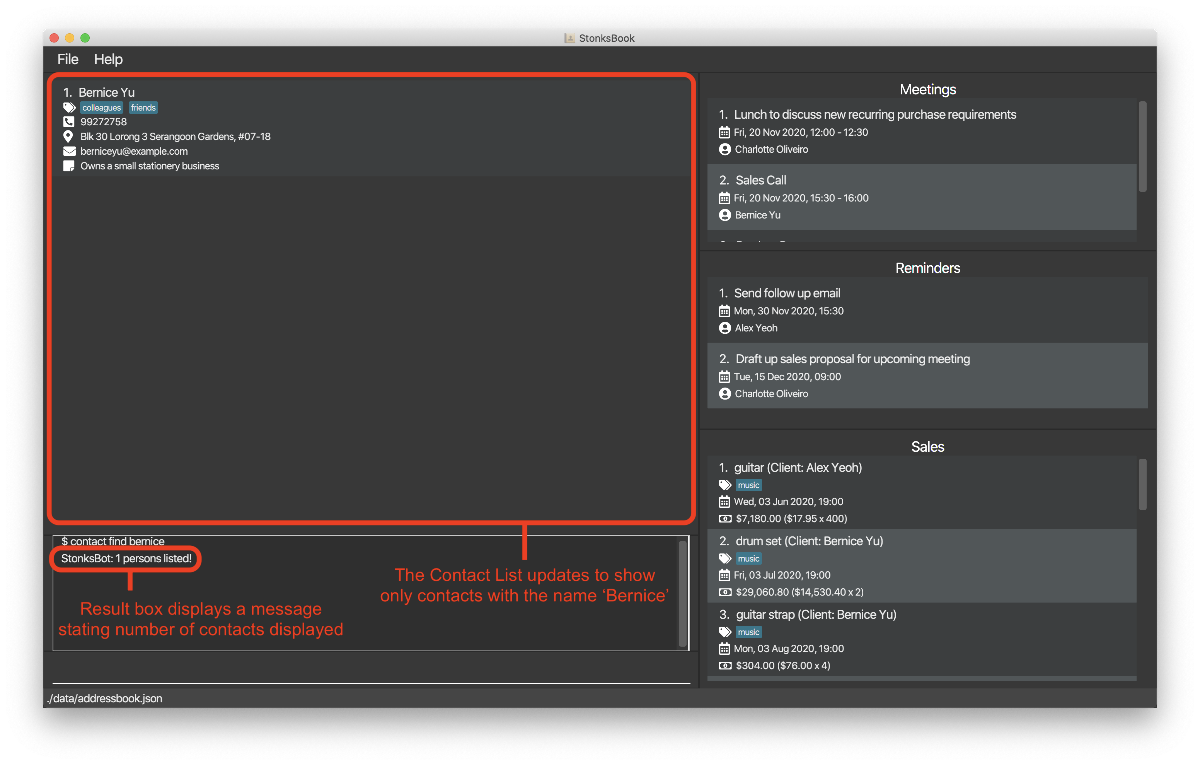 StonksBook
File Help
1. Bernice Yu
colleagues friends
99272758
Blk 30 Lorong 3 Serangoon Gardens, #07-18
berniceyu@example.com
Owns a small stationery business
$ contact find bernice
StonksBot: 1 persons listed!
The Contact List updates to show
only contacts with the name ‘Bernice’
Result box displays a message
stating number of contacts displayed
Meetings
1. Lunch to discuss new recurring purchase requirements
Fri, 20 Nov 2020, 12:00 - 12:30
Charlotte Oliveiro
2. Sales Call
Fri, 20 Nov 2020, 15:30 - 16:00
Bernice Yu
Reminders
1. Send follow up email
Mon, 30 Nov 2020, 15:30
Alex Yeoh
2. Draft up sales proposal for upcoming meeting
Tue, 15 Dec 2020, 09:00
Charlotte Oliveiro
Sales
1. guitar (Client: Alex Yeoh)
music
Wed, 03 Jun 2020, 19:00
$7,180.00 ($17.95 x 400)
2. drum set (Client: Bernice Yu)
music
Fri, 03 Jul 2020, 19:00
$29,060.80 ($14,530.40 x 2)
3. guitar strap (Client: Bernice Yu)
music
Mon, 03 Aug 2020, 19:00
$304.00 ($76.00 x 4)
./data/addressbook.json